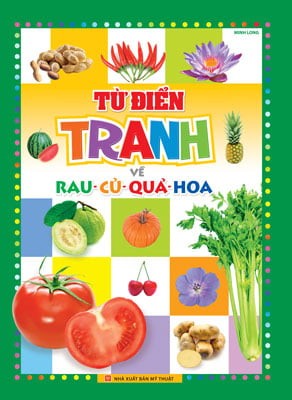 MINH LONG
TỪ ĐIỂN
TRANH
VỀ
RAU-CỦ-QUẢ-HOA
NHÀ XUẤT BẢN MỸ THUẬT